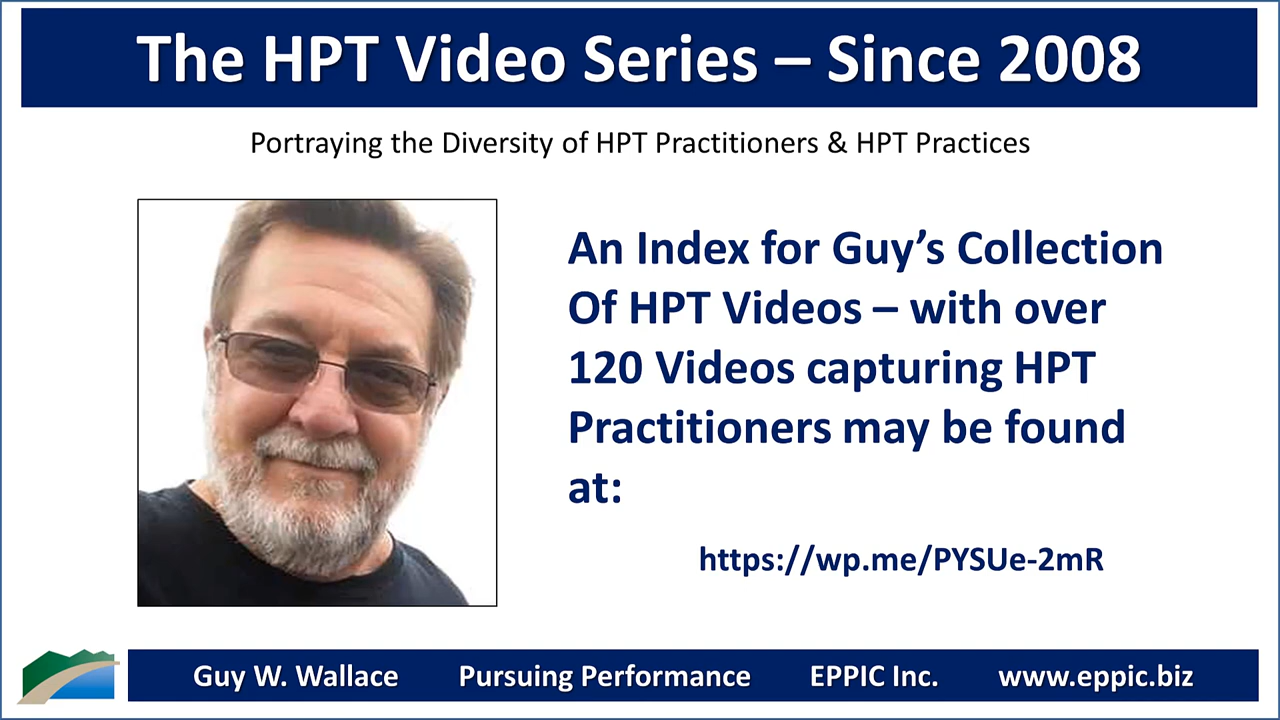 The HPT Video Series – Since 2008
Portraying the Diversity of HPT Practitioners & HPT Practices
An Index for Guy’s Collection
Of HPT Videos – with over
120 Videos capturing HPT
Practitioners may be found
at:
https://wp.me/PYSUe-2mR
Guy W. Wallace Pursuing Performance EPPIC Inc. www.eppic.biz